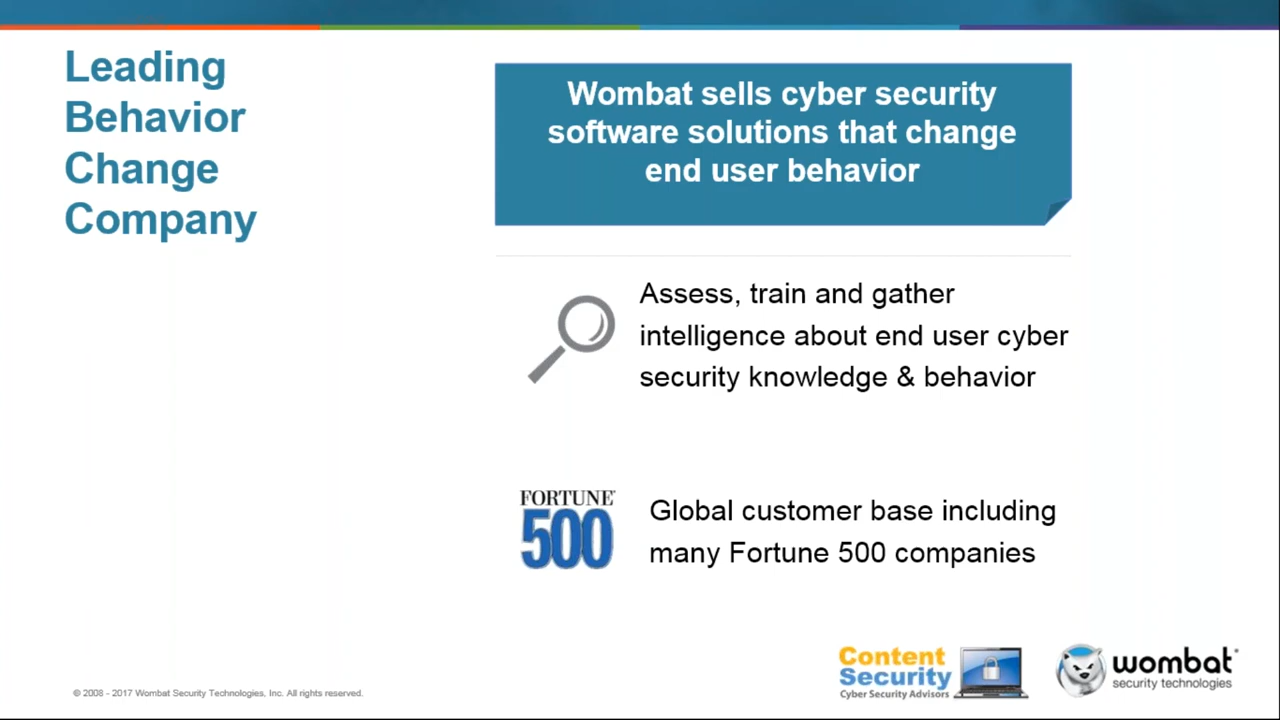 Leading
Behavior
Change
Company
Wombat sells cyber security
software solutions that change
end user behavior
Assess, train and gather
intelligence about end user cyber
security knowledge & behavior
FORTUNE
500
Global customer base including
many Fortune 500 companies
© 2008 - 2017 Wombat Security Technologies, Inc. All rights reserved.
Content
Security
Cyber Security Advisors
wombat
security technologies